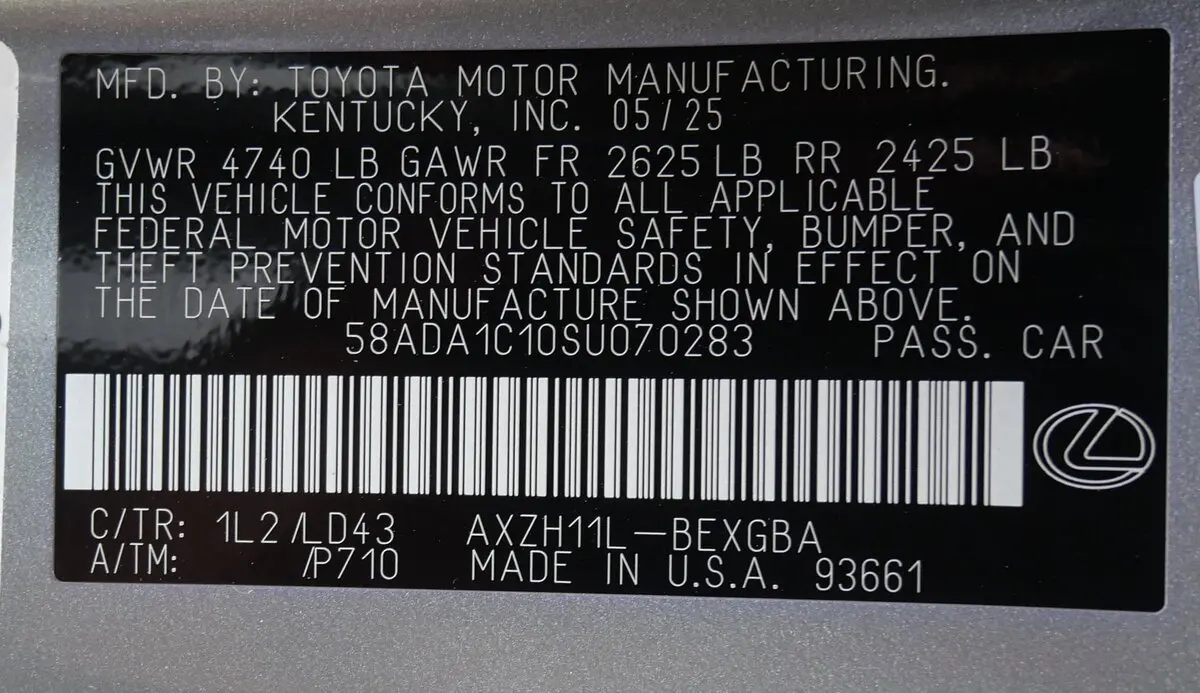 MFD. BY: TOYOTA MOTOR MANUFACTURING.
KENTUCKY, INC. 05/25
GVWR 4740 LB GAWR FR 2625 LB RR 2425 LB
THIS VEHICLE CONFORMS TO ALL APPLICABLE
FEDERAL MOTOR VEHICLE SAFETY, BUMPER, AND
THEFT PREVENTION STANDARDS IN EFFECT ON
THE DATE OF MANUFACTURE SHOWN ABOVE.
58ADA1C10SU070283 PASS. CAR
C/TR: 1L2 /LD43 AXZH11L-BEXGBA
A/TM: /P710 MADE IN U.S.A. 93661